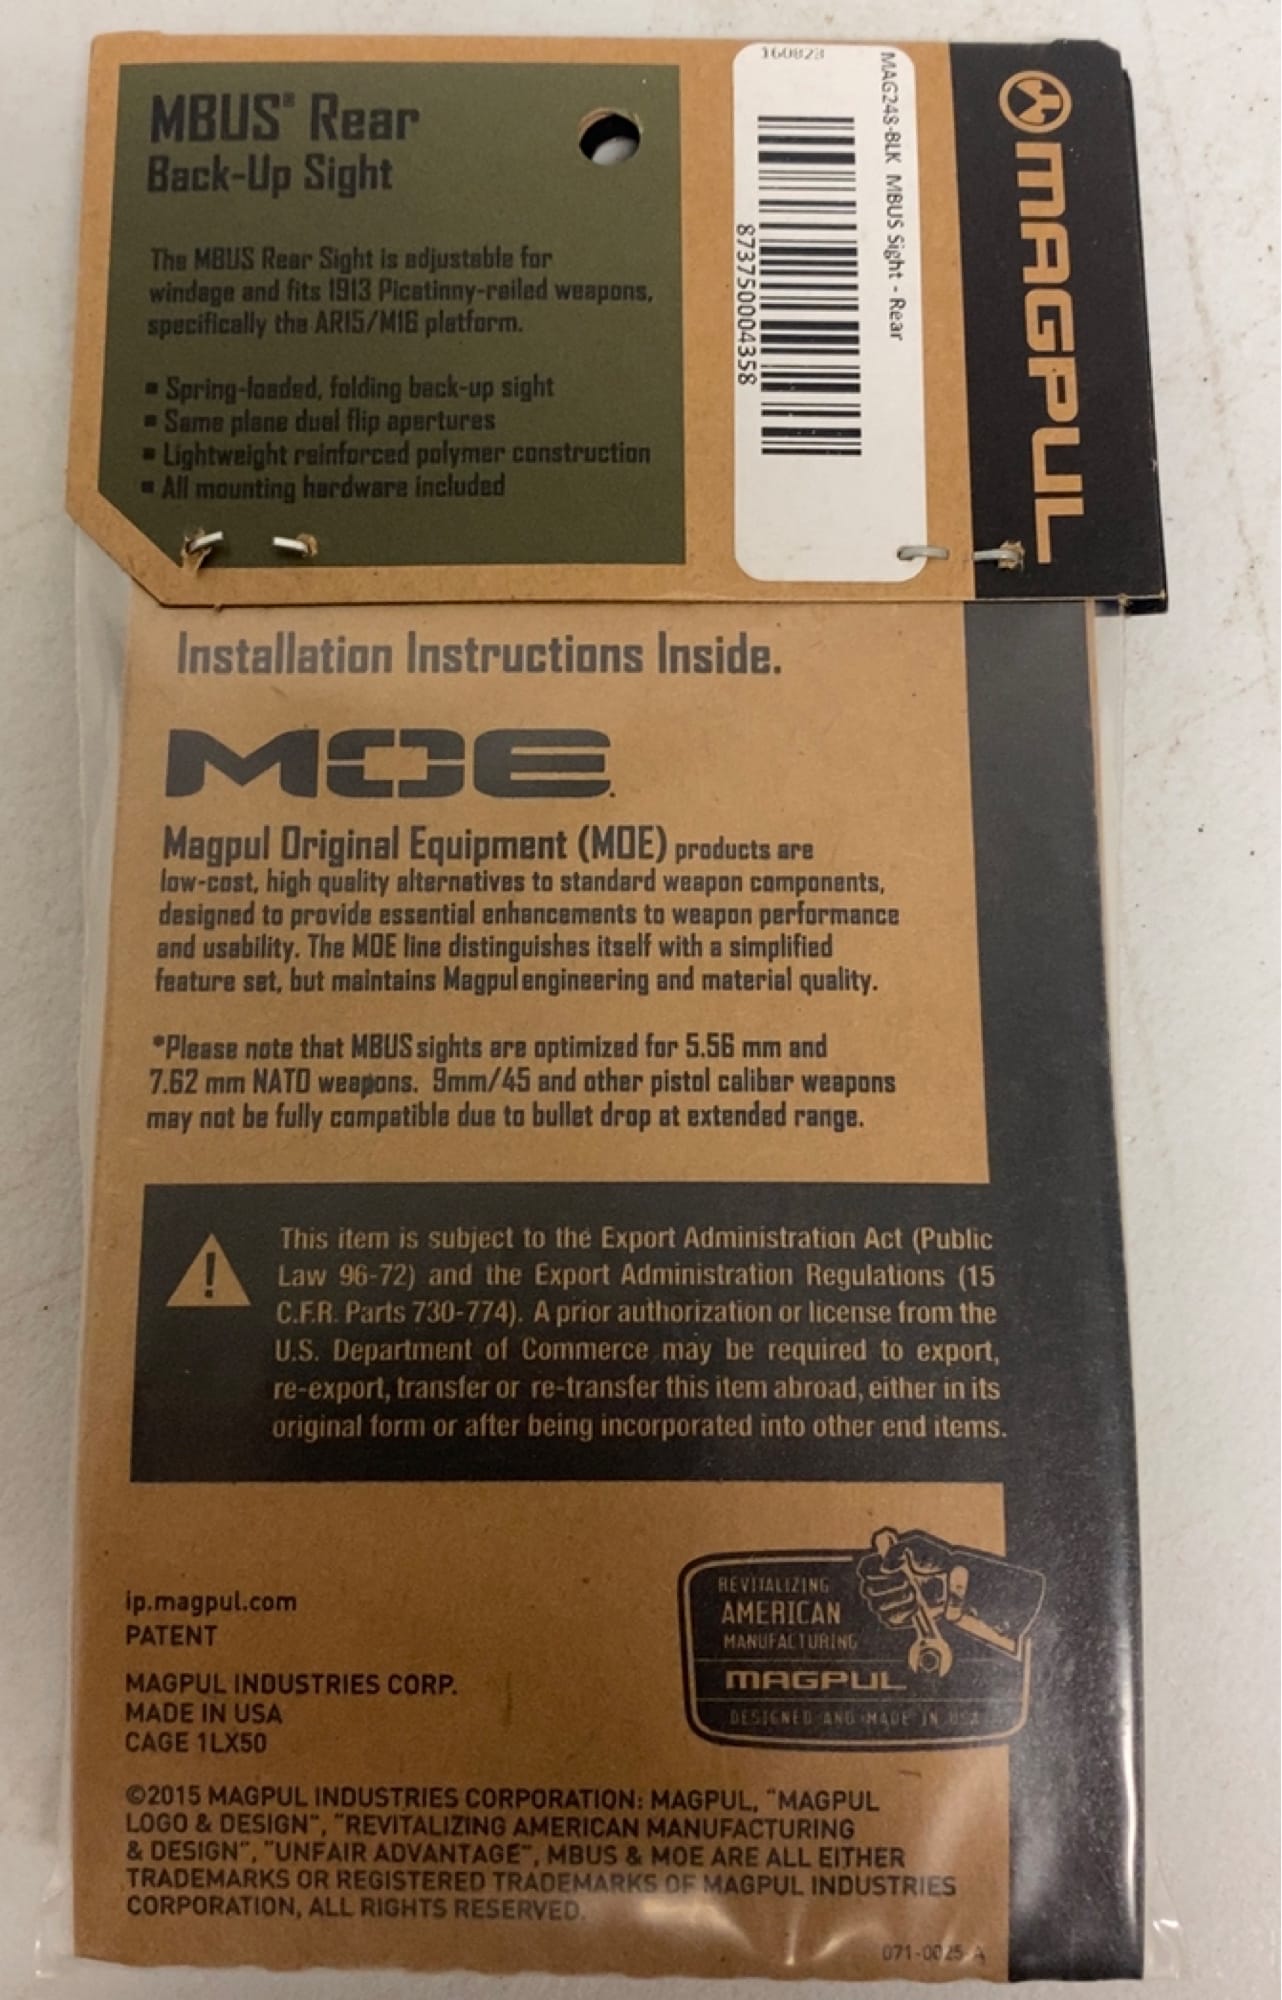 MBUS® Rear
Back-Up Sight
The MBUS Rear Sight is adjustable for
windage and fits 1913 Picatinny-railed weapons,
specifically the AR15/M16 platform.
▪ Spring-loaded, folding back-up sight
▪ Same plane dual flip apertures
▪ Lightweight reinforced polymer construction
▪ All mounting hardware included
160823
MAG248-BLK MBUS Sight - Rear
873750004358
MAGPUL
Installation Instructions Inside.
MOE.
Magpul Original Equipment (MOE) products are
low-cost, high quality alternatives to standard weapon components,
designed to provide essential enhancements to weapon performance
and usability. The MOE line distinguishes itself with a simplified
feature set, but maintains Magpul engineering and material quality.
*Please note that MBUS sights are optimized for 5.56 mm and
7.62 mm NATO weapons. 9mm/45 and other pistol caliber weapons
may not be fully compatible due to bullet drop at extended range.
This item is subject to the Export Administration Act (Public
Law 96-72) and the Export Administration Regulations (15
C.F.R. Parts 730-774). A prior authorization or license from the
U.S. Department of Commerce may be required to export,
re-export, transfer or re-transfer this item abroad, either in its
original form or after being incorporated into other end items.
ip.magpul.com
PATENT
MAGPUL INDUSTRIES CORP.
MADE IN USA
CAGE 1LX50
REVITALIZING
AMERICAN
MANUFACTURING
MAGPUL
DESIGNED AND MADE IN USA
©2015 MAGPUL INDUSTRIES CORPORATION: MAGPUL, "MAGPUL
LOGO & DESIGN", "REVITALIZING AMERICAN MANUFACTURING
& DESIGN", "UNFAIR ADVANTAGE", MBUS & MOE ARE ALL EITHER
TRADEMARKS OR REGISTERED TRADEMARKS OF MAGPUL INDUSTRIES
CORPORATION, ALL RIGHTS RESERVED.
071-0025-A